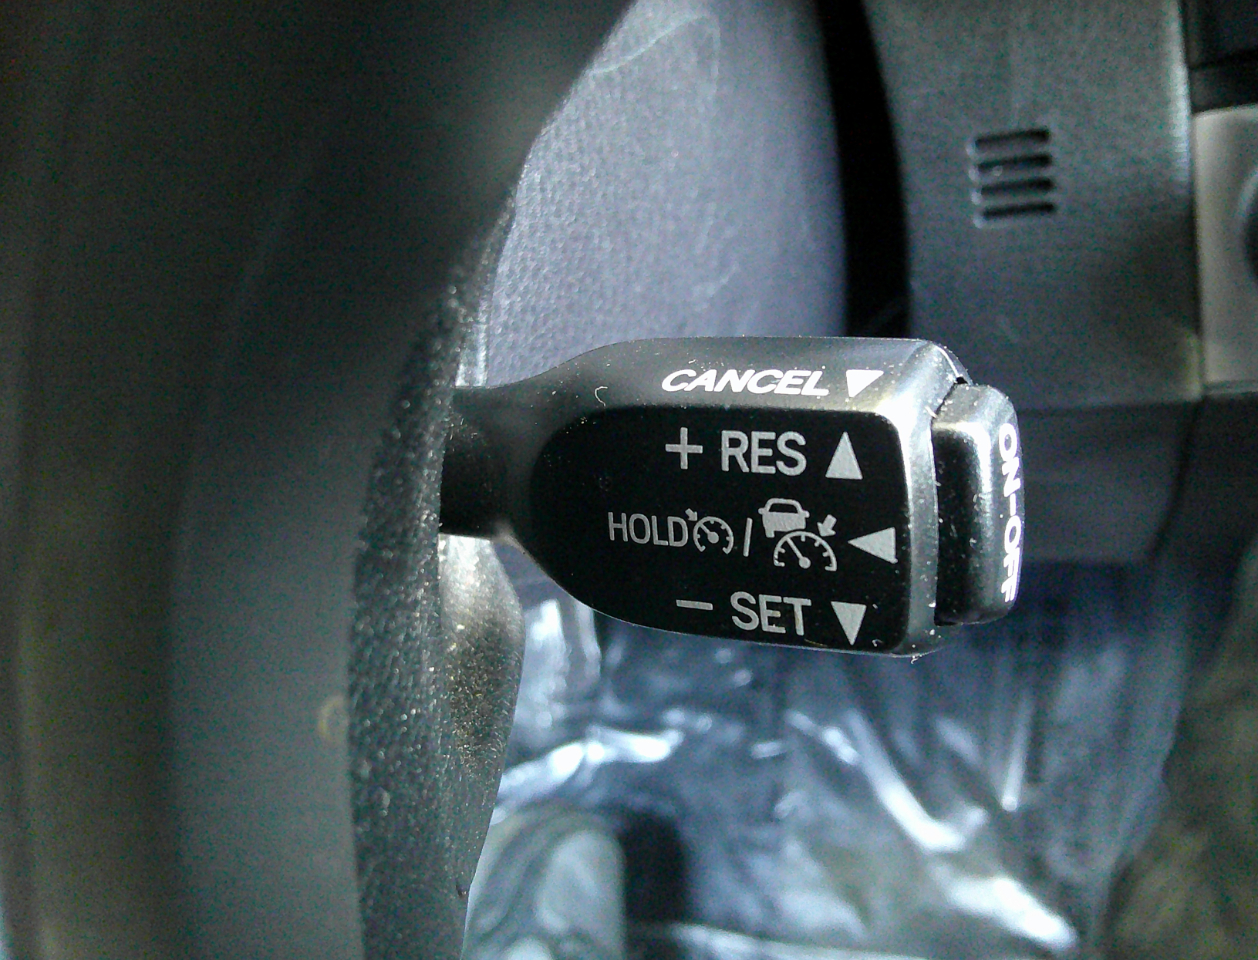 CANCEL ▼
+ RES ▲
HOLD / ◀
- SET ▼
ON-OFF